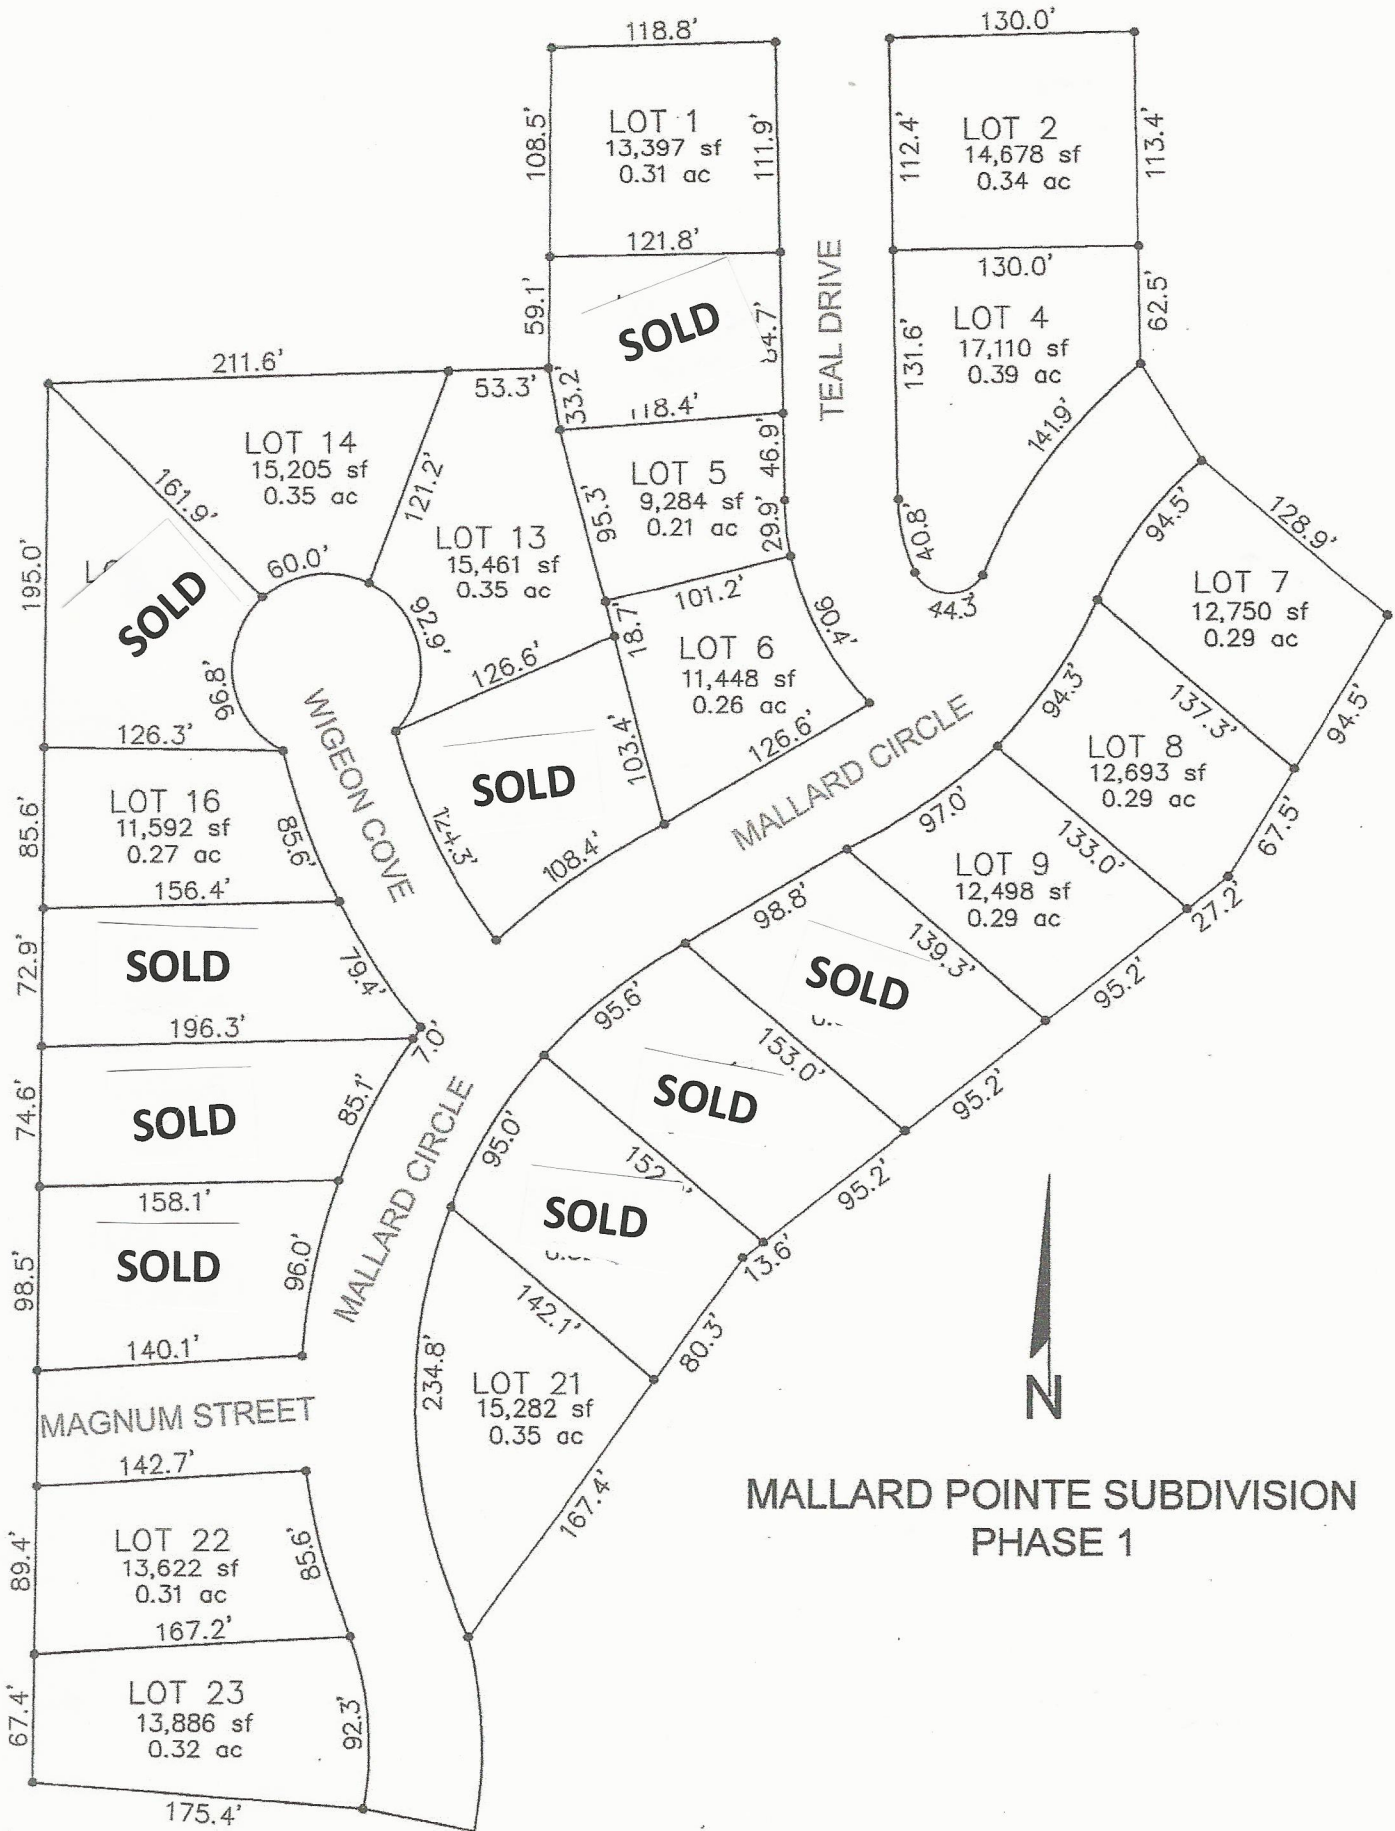 118.8'
130.0'
108.5'
LOT 1
13,397 sf
0.31 ac
111.9'
112.4'
LOT 2
14,678 sf
0.34 ac
113.4'
121.8'
130.0'
59.1'
SOLD
TEAL DRIVE
131.6'
LOT 4
17,110 sf
0.39 ac
62.5'
211.6'
53.3'
33.2'
118.4'
141.9'
LOT 14
15,205 sf
0.35 ac
161.9'
121.2'
LOT 13
15,461 sf
0.35 ac
95.3'
LOT 5
9,284 sf
0.21 ac
46.9'
29.9'
40.8'
44.3'
94.5'
128.9'
195.0'
SOLD
60.0'
92.9'
96.8'
101.2'
18.7'
126.6'
LOT 6
11,448 sf
0.26 ac
90.4'
LOT 7
12,750 sf
0.29 ac
94.5'
126.3'
WIGEON COVE
SOLD
103.4'
126.6'
MALLARD CIRCLE
94.3'
137.3'
LOT 8
12,693 sf
0.29 ac
67.5'
85.6'
LOT 16
11,592 sf
0.27 ac
85.6'
124.3'
108.4'
97.0'
133.0'
27.2'
156.4'
98.8'
LOT 9
12,498 sf
0.29 ac
72.9'
SOLD
79.4'
95.6'
SOLD
139.3'
95.2'
196.3'
7.0'
153.0'
74.6'
SOLD
85.1'
MALLARD CIRCLE
95.0'
SOLD
95.2'
158.1'
95.2'
98.5'
SOLD
96.0'
SOLD
13.6'
140.1'
142.1'
80.3'
234.8'
LOT 21
15,282 sf
0.35 ac
167.4'
N
MAGNUM STREET
142.7'
MALLARD POINTE SUBDIVISION
PHASE 1
89.4'
LOT 22
13,622 sf
0.31 ac
85.6'
167.2'
67.4'
LOT 23
13,886 sf
0.32 ac
92.3'
175.4'